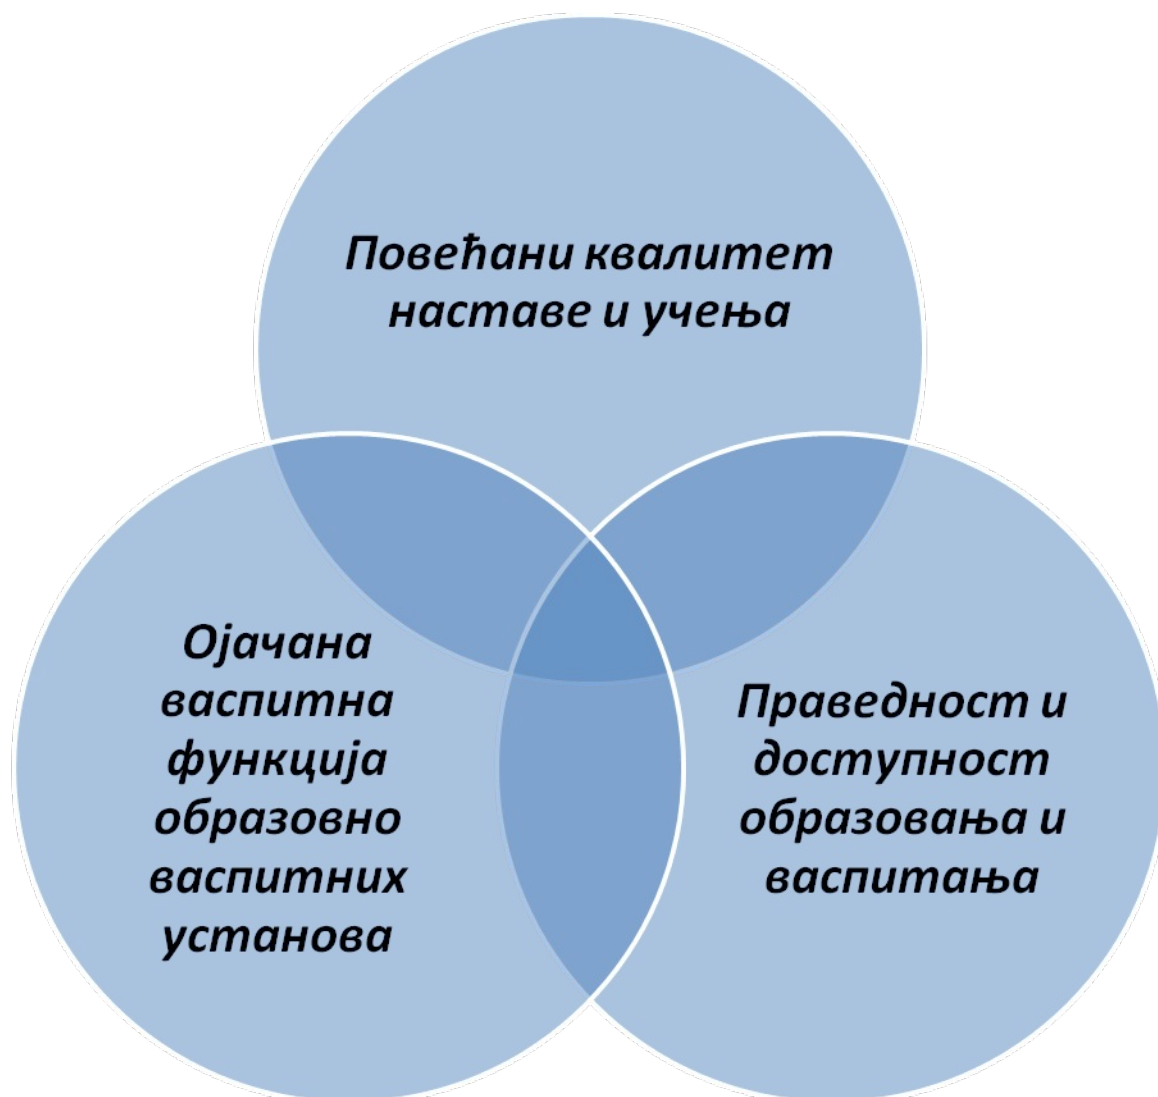 Повећани квалитет
наставе и учења
Ојачана
васпитна
функција
образовно
васпитних
установа
Праведност и
доступност
образовања и
васпитања